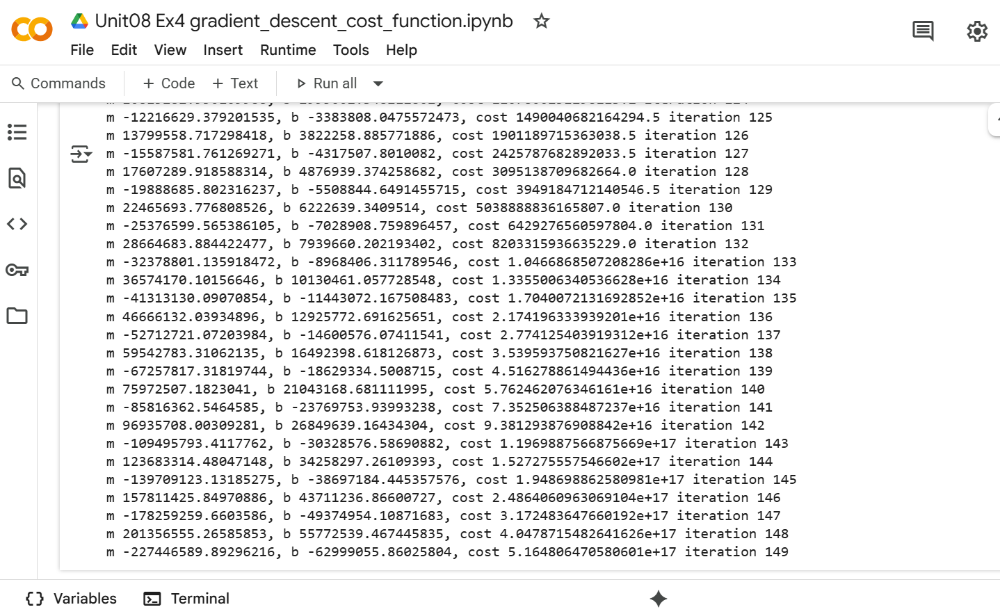 Unit08 Ex4 gradient_descent_cost_function.ipynb
File Edit View Insert Runtime Tools Help
Commands + Code + Text Run all
m -12216629.379201535, b -3383808.0475572473, cost 1490040682164294.5 iteration 125
m 13799558.717298418, b 3822258.885771886, cost 1901189715363038.5 iteration 126
m -15587581.761269271, b -4317507.8010082, cost 2425787682892033.5 iteration 127
m 17607289.918588314, b 4876939.374258682, cost 3095138709682664.0 iteration 128
m -19888685.802316237, b -5508844.6491455715, cost 3949184712140546.5 iteration 129
m 22465693.776808526, b 6222639.3409514, cost 5038888836165807.0 iteration 130
m -25376599.565386105, b -7028908.759896457, cost 6429276560597804.0 iteration 131
m 28664683.884422477, b 7939660.202193402, cost 8203315936635229.0 iteration 132
m -32378801.135918472, b -8968406.311789546, cost 1.0466868507208286e+16 iteration 133
m 36574170.10156646, b 10130461.057728548, cost 1.3355006340536628e+16 iteration 134
m -41313130.09070854, b -11443072.167508483, cost 1.7040072131692852e+16 iteration 135
m 46666132.03934896, b 12925772.691625651, cost 2.174196333939201e+16 iteration 136
m -52712721.07203984, b -14600576.07411541, cost 2.774125403919312e+16 iteration 137
m 59542783.31062135, b 16492398.618126873, cost 3.539593750821627e+16 iteration 138
m -67257817.31819744, b -18629334.5008715, cost 4.516278861494436e+16 iteration 139
m 75972507.1823041, b 21043168.681111995, cost 5.762462076346161e+16 iteration 140
m -85816362.5464585, b -23769753.93993238, cost 7.352506388487237e+16 iteration 141
m 96935708.00309281, b 26849639.16434304, cost 9.381293876908842e+16 iteration 142
m -109495793.4117762, b -30328576.58690882, cost 1.1969887566875669e+17 iteration 143
m 123683314.48047148, b 34258297.26109393, cost 1.527275557546602e+17 iteration 144
m -139709123.13185275, b -38697184.445357576, cost 1.948698862580981e+17 iteration 145
m 157811425.84970886, b 43711236.86600727, cost 2.4864060963069104e+17 iteration 146
m -178259259.6603586, b -49374954.10871683, cost 3.172483647660192e+17 iteration 147
m 201356555.26585853, b 55772539.467445835, cost 4.0478715482641626e+17 iteration 148
m -227446589.89296216, b -62999055.86025804, cost 5.164806470580601e+17 iteration 149
Variables Terminal